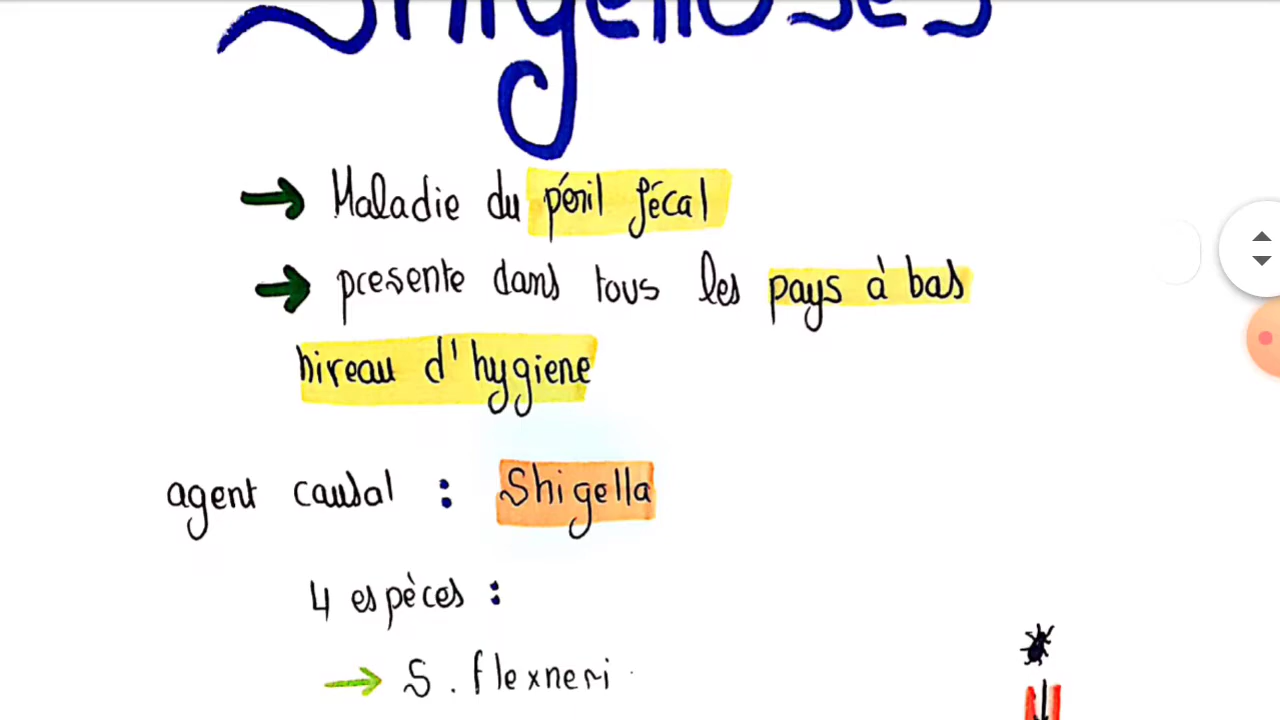 Shigelloses
→ Maladie du péril fécal
→ presente dans tous les pays à bas
niveau d'hygiene
agent causal : Shigella
4 espèces :
→ S. flexneri